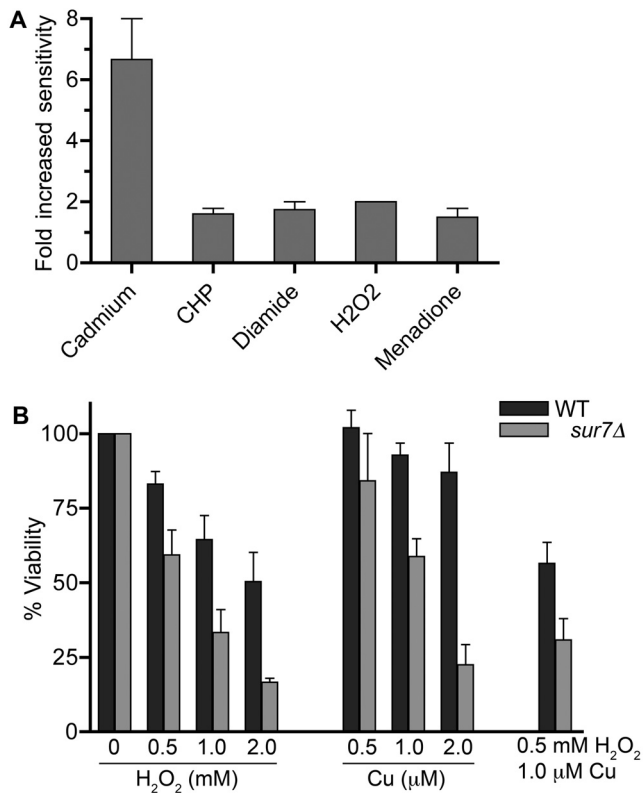 A
Fold increased sensitivity
8
6
4
2
0
Cadmium
CHP
Diamide
H2O2
Menadione
B
WT
sur7Δ
% Viability
100
75
50
25
0
0 0.5 1.0 2.0
H₂O₂ (mM)
0.5 1.0 2.0
Cu (μM)
0.5 mM H₂O₂
1.0 μM Cu